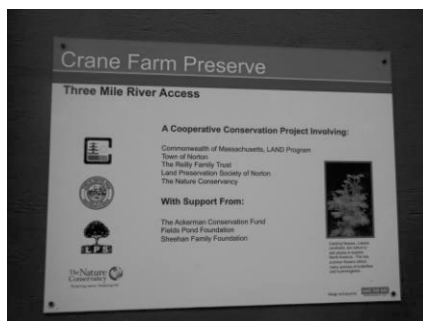 Crane Farm Preserve
Three Mile River Access
A Cooperative Conservation Project Involving:
Commonwealth of Massachusetts, LAND Program
Town of Norton
The Reilly Family Trust
Land Preservation Society of Norton
The Nature Conservancy
With Support From:
The Ackerman Conservation Fund
Fields Pond Foundation
Sheehan Family Foundation
L P S
The Nature
Conservancy